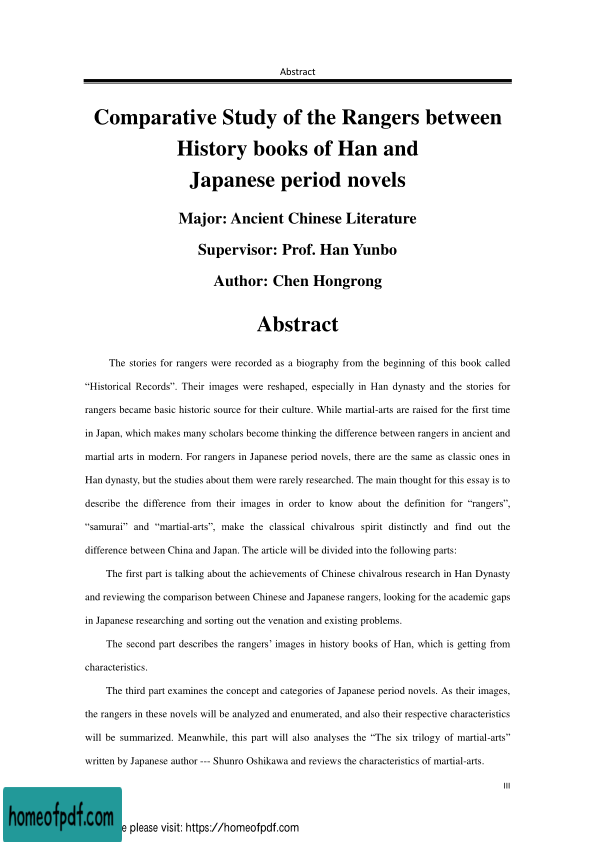 Abstract
Comparative Study of the Rangers between
History books of Han and
Japanese period novels
Major: Ancient Chinese Literature
Supervisor: Prof. Han Yunbo
Author: Chen Hongrong
Abstract
The stories for rangers were recorded as a biography from the beginning of this book called
“Historical Records”. Their images were reshaped, especially in Han dynasty and the stories for
rangers became basic historic source for their culture. While martial-arts are raised for the first time
in Japan, which makes many scholars become thinking the difference between rangers in ancient and
martial arts in modern. For rangers in Japanese period novels, there are the same as classic ones in
Han dynasty, but the studies about them were rarely researched. The main thought for this essay is to
describe the difference from their images in order to know about the definition for “rangers”,
“samurai” and “martial-arts”, make the classical chivalrous spirit distinctly and find out the
difference between China and Japan. The article will be divided into the following parts:
The first part is talking about the achievements of Chinese chivalrous research in Han Dynasty
and reviewing the comparison between Chinese and Japanese rangers, looking for the academic gaps
in Japanese researching and sorting out the venation and existing problems.
The second part describes the rangers’ images in history books of Han, which is getting from
characteristics.
The third part examines the concept and categories of Japanese period novels. As their images,
the rangers in these novels will be analyzed and enumerated, and also their respective characteristics
will be summarized. Meanwhile, this part will also analyses the “The six trilogy of martial-arts”
written by Japanese author --- Shunro Oshikawa and reviews the characteristics of martial-arts.
III
homeofpdf.com
e please visit: https://homeofpdf.com